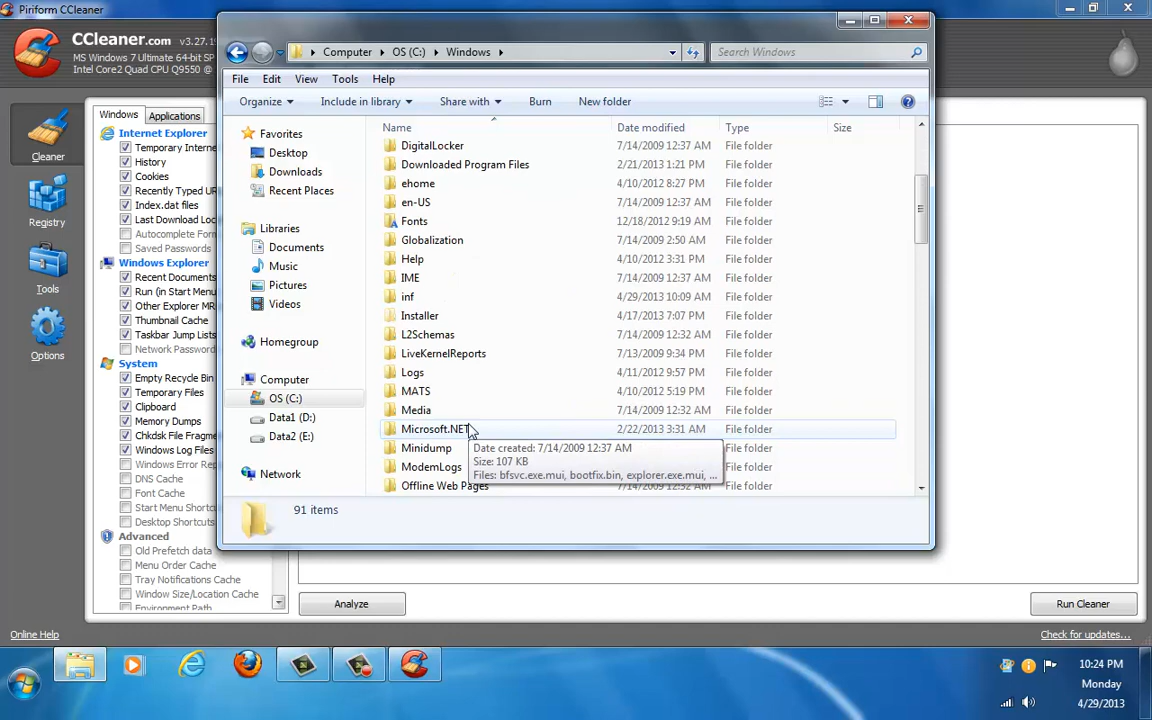 Piriform CCleaner
CCleaner.com v3.27.1
MS Windows 7 Ultimate 64-bit SP
Intel Core2 Quad CPU Q9550 @
Computer OS (C:) Windows
Search Windows
File Edit View Tools Help
Organize Include in library Share with Burn New folder
Cleaner
Registry
Tools
Options
Windows Applications
Internet Explorer
Temporary Intern
History
Cookies
Recently Typed UR
Index.dat files
Last Download Loc
Autocomplete Form
Saved Passwords
Windows Explorer
Recent Documents
Run (in Start Menu
Other Explorer MR
Thumbnail Cache
Taskbar Jump Lists
Network Password
System
Empty Recycle Bin
Temporary Files
Clipboard
Memory Dumps
Chkdsk File Fragme
Windows Log Files
Windows Error Rep
DNS Cache
Font Cache
Start Menu Shortcu
Desktop Shortcuts
Advanced
Old Prefetch data
Menu Order Cache
Tray Notifications Cache
Window Size/Location Cache
Environment Path
Favorites
Desktop
Downloads
Recent Places
Libraries
Documents
Music
Pictures
Videos
Homegroup
Computer
OS (C:)
Data1 (D:)
Data2 (E:)
Network
Name Date modified Type Size
DigitalLocker 7/14/2009 12:37 AM File folder
Downloaded Program Files 2/21/2013 1:21 PM File folder
ehome 4/10/2012 8:27 PM File folder
en-US 7/14/2009 12:37 AM File folder
Fonts 12/18/2012 9:19 AM File folder
Globalization 7/14/2009 2:50 AM File folder
Help 4/10/2012 3:31 PM File folder
IME 7/14/2009 12:37 AM File folder
inf 4/29/2013 10:09 AM File folder
Installer 4/17/2013 7:07 PM File folder
L2Schemas 7/14/2009 12:32 AM File folder
LiveKernelReports 7/13/2009 9:34 PM File folder
Logs 4/11/2012 9:57 PM File folder
MATS 4/10/2012 5:19 PM File folder
Media 7/14/2009 12:32 AM File folder
Microsoft.NET 2/22/2013 3:31 AM File folder
Minidump File folder
ModemLogs File folder
Offline Web Pages 7/14/2009 12:32 AM File folder
Date created: 7/14/2009 12:37 AM
Size: 107 KB
Files: bfsvc.exe.mui, bootfix.bin, explorer.exe.mui, ...
91 items
Analyze Run Cleaner
Online Help Check for updates...
10:24 PM
Monday
4/29/2013